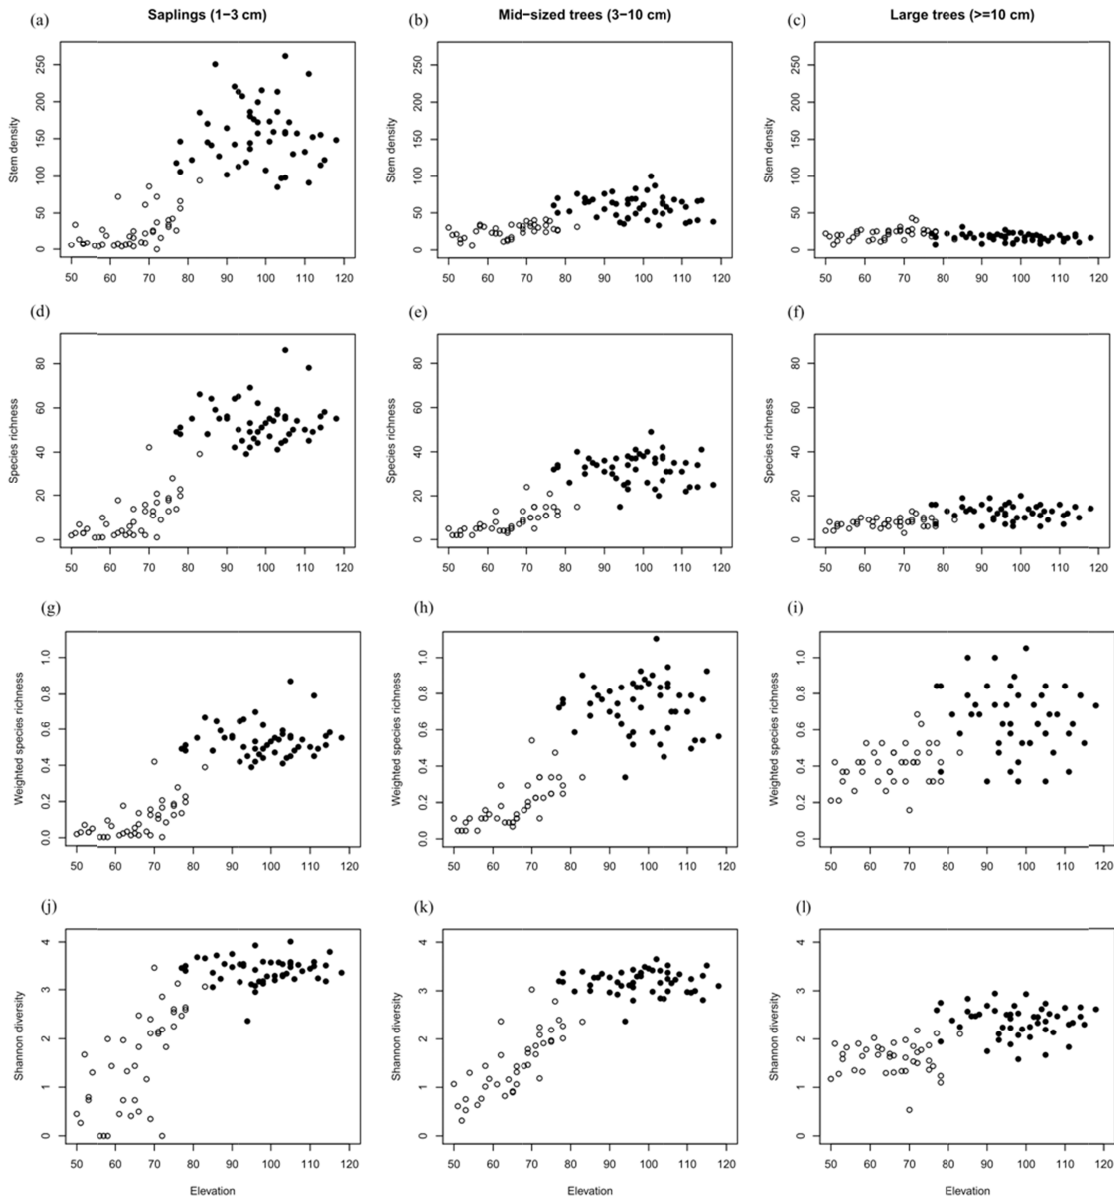 (a) Saplings (1−3 cm) (b) Mid−sized trees (3−10 cm) (c) Large trees (>=10 cm)
Stem density
0 50 100 150 200 250
50 60 70 80 90 100 110 120
Stem density
0 50 100 150 200 250
50 60 70 80 90 100 110 120
Stem density
0 50 100 150 200 250
50 60 70 80 90 100 110 120
(d) (e) (f)
Species richness
0 20 40 60 80
50 60 70 80 90 100 110 120
Species richness
0 20 40 60 80
50 60 70 80 90 100 110 120
Species richness
0 20 40 60 80
50 60 70 80 90 100 110 120
(g) (h) (i)
Weighted species richness
0.0 0.2 0.4 0.6 0.8 1.0
50 60 70 80 90 100 110 120
Weighted species richness
0.0 0.2 0.4 0.6 0.8 1.0
50 60 70 80 90 100 110 120
Weighted species richness
0.0 0.2 0.4 0.6 0.8 1.0
50 60 70 80 90 100 110 120
(j) (k) (l)
Shannon diversity
0 1 2 3 4
50 60 70 80 90 100 110 120
Elevation
Shannon diversity
0 1 2 3 4
50 60 70 80 90 100 110 120
Elevation
Shannon diversity
0 1 2 3 4
50 60 70 80 90 100 110 120
Elevation